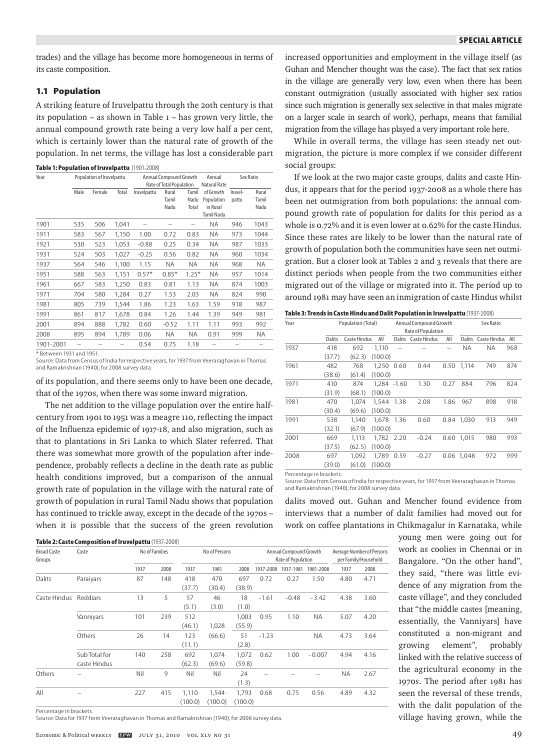 SPECIAL ARTICLE
trades) and the village has become more homogeneous in terms of
its caste composition.
1.1 Population
A striking feature of Iruvelpattu through the 20th century is that
its population – as shown in Table 1 – has grown very little, the
annual compound growth rate being a very low half a per cent,
which is certainly lower than the natural rate of growth of the
population. In net terms, the village has lost a considerable part
Table 1: Population of Iruvelpattu (1901-2008)
Year Population of Iruvelpattu Annual Compound Growth Rate of Total Population Annual Natural Rate of Growth of Population in Rural Tamil Nadu Sex Ratio
Male Female Total Iruvelpattu Rural Tamil Nadu Tamil Nadu Total Iruvelpattu Rural Tamil Nadu
1901 535 506 1,041 – – – NA 946 1043
1911 583 567 1,150 1.00 0.72 0.83 NA 973 1044
1921 530 523 1,053 -0.88 0.25 0.34 NA 987 1033
1931 524 503 1,027 -0.25 0.56 0.82 NA 960 1034
1937 564 546 1,100 1.15 NA NA NA 968 NA
1951 588 563 1,151 0.57* 0.85* 1.25* NA 957 1014
1961 667 583 1,250 0.83 0.81 1.13 NA 874 1003
1971 704 580 1,284 0.27 1.53 2.03 NA 824 990
1981 805 739 1,544 1.86 1.23 1.63 1.59 918 987
1991 861 817 1,678 0.84 1.26 1.44 1.39 949 981
2001 894 888 1,782 0.60 -0.52 1.11 1.11 993 992
2008 895 894 1,789 0.06 NA NA 0.91 999 NA
1901-2001 – – – 0.54 0.75 1.18 – – –
* Between 1937 and 1951.
Source: Data from Census of India for respective years, for 1937 from Veeraraghavan in Thomas
and Ramakrishnan (1940); for 2008 survey data.
of its population, and there seems only to have been one decade,
that of the 1970s, when there was some inward migration.
The net addition to the village population over the entire half-
century from 1901 to 1951 was a meagre 110, reflecting the impact
of the Influenza epidemic of 1917-18, and also migration, such as
that to plantations in Sri Lanka to which Slater referred. That
there was somewhat more growth of the population after inde-
pendence, probably reflects a decline in the death rate as public
health conditions improved, but a comparison of the annual
growth rate of population in the village with the natural rate of
growth of population in rural Tamil Nadu shows that population
has continued to trickle away, except in the decade of the 1970s –
when it is possible that the success of the green revolution
increased opportunities and employment in the village itself (as
Guhan and Mencher thought was the case). The fact that sex ratios
in the village are generally very low, even when there has been
constant outmigration (usually associated with higher sex ratios
since such migration is generally sex selective in that males migrate
on a larger scale in search of work), perhaps, means that familial
migration from the village has played a very important role here.
While in overall terms, the village has seen steady net out-
migration, the picture is more complex if we consider different
social groups:
If we look at the two major caste groups, dalits and caste Hin-
dus, it appears that for the period 1937-2008 as a whole there has
been net outmigration from both populations: the annual com-
pound growth rate of population for dalits for this period as a
whole is 0.72% and it is even lower at 0.62% for the caste Hindus.
Since these rates are likely to be lower than the natural rate of
growth of population both the communities have seen net outmi-
gration. But a closer look at Tables 2 and 3 reveals that there are
distinct periods when people from the two communities either
migrated out of the village or migrated into it. The period up to
around 1981 may have seen an inmigration of caste Hindus whilst
Table 3: Trends in Caste Hindu and Dalit Population in Iruvelpattu (1937-2008)
Year Population (Total) Annual Compound Growth Rate of Population Sex Ratio
Dalits Caste Hindus All Dalits Caste Hindus All Dalits Caste Hindus All
1937 418 692 1,110 – – – NA NA 968
(37.7) (62.3) (100.0)
1961 482 768 1,250 0.60 0.44 0.50 1,114 749 874
(38.6) (61.4) (100.0)
1971 410 874 1,284 -1.60 1.30 0.27 884 796 824
(31.9) (68.1) (100.0)
1981 470 1,074 1,544 1.38 2.08 1.86 967 898 918
(30.4) (69.6) (100.0)
1991 538 1,140 1,678 1.36 0.60 0.84 1,030 913 949
(32.1) (67.9) (100.0)
2001 669 1,113 1,782 2.20 -0.24 0.60 1,015 980 993
(37.5) (62.5) (100.0)
2008 697 1,092 1,789 0.59 -0.27 0.06 1,048 972 999
(39.0) (61.0) (100.0)
Percentage in brackets.
Source: Data from Census of India for respective years, for 1937 from Veeraraghavan in Thomas
and Ramakrishnan (1940); for 2008 survey data.
dalits moved out. Guhan and Mencher found evidence from
interviews that a number of dalit families had moved out for
work on coffee plantations in Chikmagalur in Karnataka, while
young men were going out for
work as coolies in Chennai or in
Bangalore. “On the other hand”,
they said, “there was little evi-
dence of any migration from the
caste village”, and they concluded
that “the middle castes [meaning,
essentially, the Vanniyars] have
constituted a non-migrant and
growing element”, probably
linked with the relative success of
the agricultural economy in the
1970s. The period after 1981 has
seen the reversal of these trends,
with the dalit population of the
village having grown, while the
Table 2: Caste Composition of Iruvelpattu (1937-2008)
Broad Caste Groups Caste No of Families No of Persons Annual Compound Growth Rate of Population Average Number of Persons per Family/Household
1937 2008 1937 1981 2008 1937-2008 1937-1981 1981-2008 1937 2008
Dalits Paraiyars 87 148 418 470 697 0.72 0.27 1.50 4.80 4.71
(37.7) (30.4) (38.9)
Caste Hindus Reddiars 13 5 57 46 18 -1.61 -0.48 -3.42 4.38 3.60
(5.1) (3.0) (1.0)
Vanniyars 101 239 512 1,003 0.95 1.10 NA 5.07 4.20
(46.1) 1,028 (55.9)
Others 26 14 123 (66.6) 51 -1.23 NA 4.73 3.64
(11.1) (2.8)
Sub Total for caste Hindus 140 258 692 1,074 1,072 0.62 1.00 -0.007 4.94 4.16
(62.3) (69.6) (59.8)
Others – Nil 9 Nil Nil 24 – – – NA 2.67
(1.3)
All – 227 415 1,110 1,544 1,793 0.68 0.75 0.56 4.89 4.32
(100.0) (100.0) (100.0)
Percentage in brackets.
Source: Data for 1937 from Veeraraghavan in Thomas and Ramakrishnan (1940); for 2008 survey data.
Economic & Political WEEKLY EPW JULY 31, 2010 VOL XLV NO 31 49